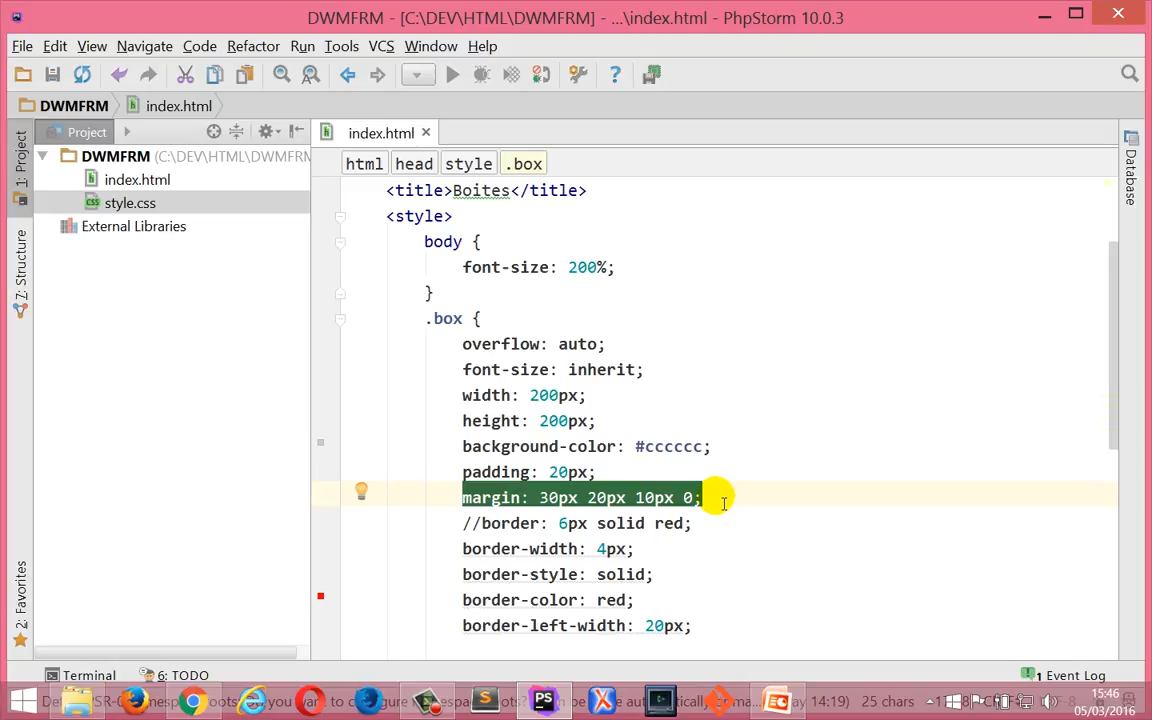 DWMFRM - [C:\DEV\HTML\DWMFRM] - ...\index.html - PhpStorm 10.0.3
File Edit View Navigate Code Refactor Run Tools VCS Window Help
DWMFRM index.html
1: Project
Project
index.html
DWMFRM (C:\DEV\HTML\DWMFRM
index.html
style.css
External Libraries
Z: Structure
2: Favorites
html head style .box
<title>Boites</title>
<style>
body {
font-size: 200%;
}
.box {
overflow: auto;
font-size: inherit;
width: 200px;
height: 200px;
background-color: #cccccc;
padding: 20px;
margin: 30px 20px 10px 0;
//border: 6px solid red;
border-width: 4px;
border-style: solid;
border-color: red;
border-left-width: 20px;
Database
Terminal 6: TODO 1 Event Log
14:19) 25 chars
15:46
05/03/2016